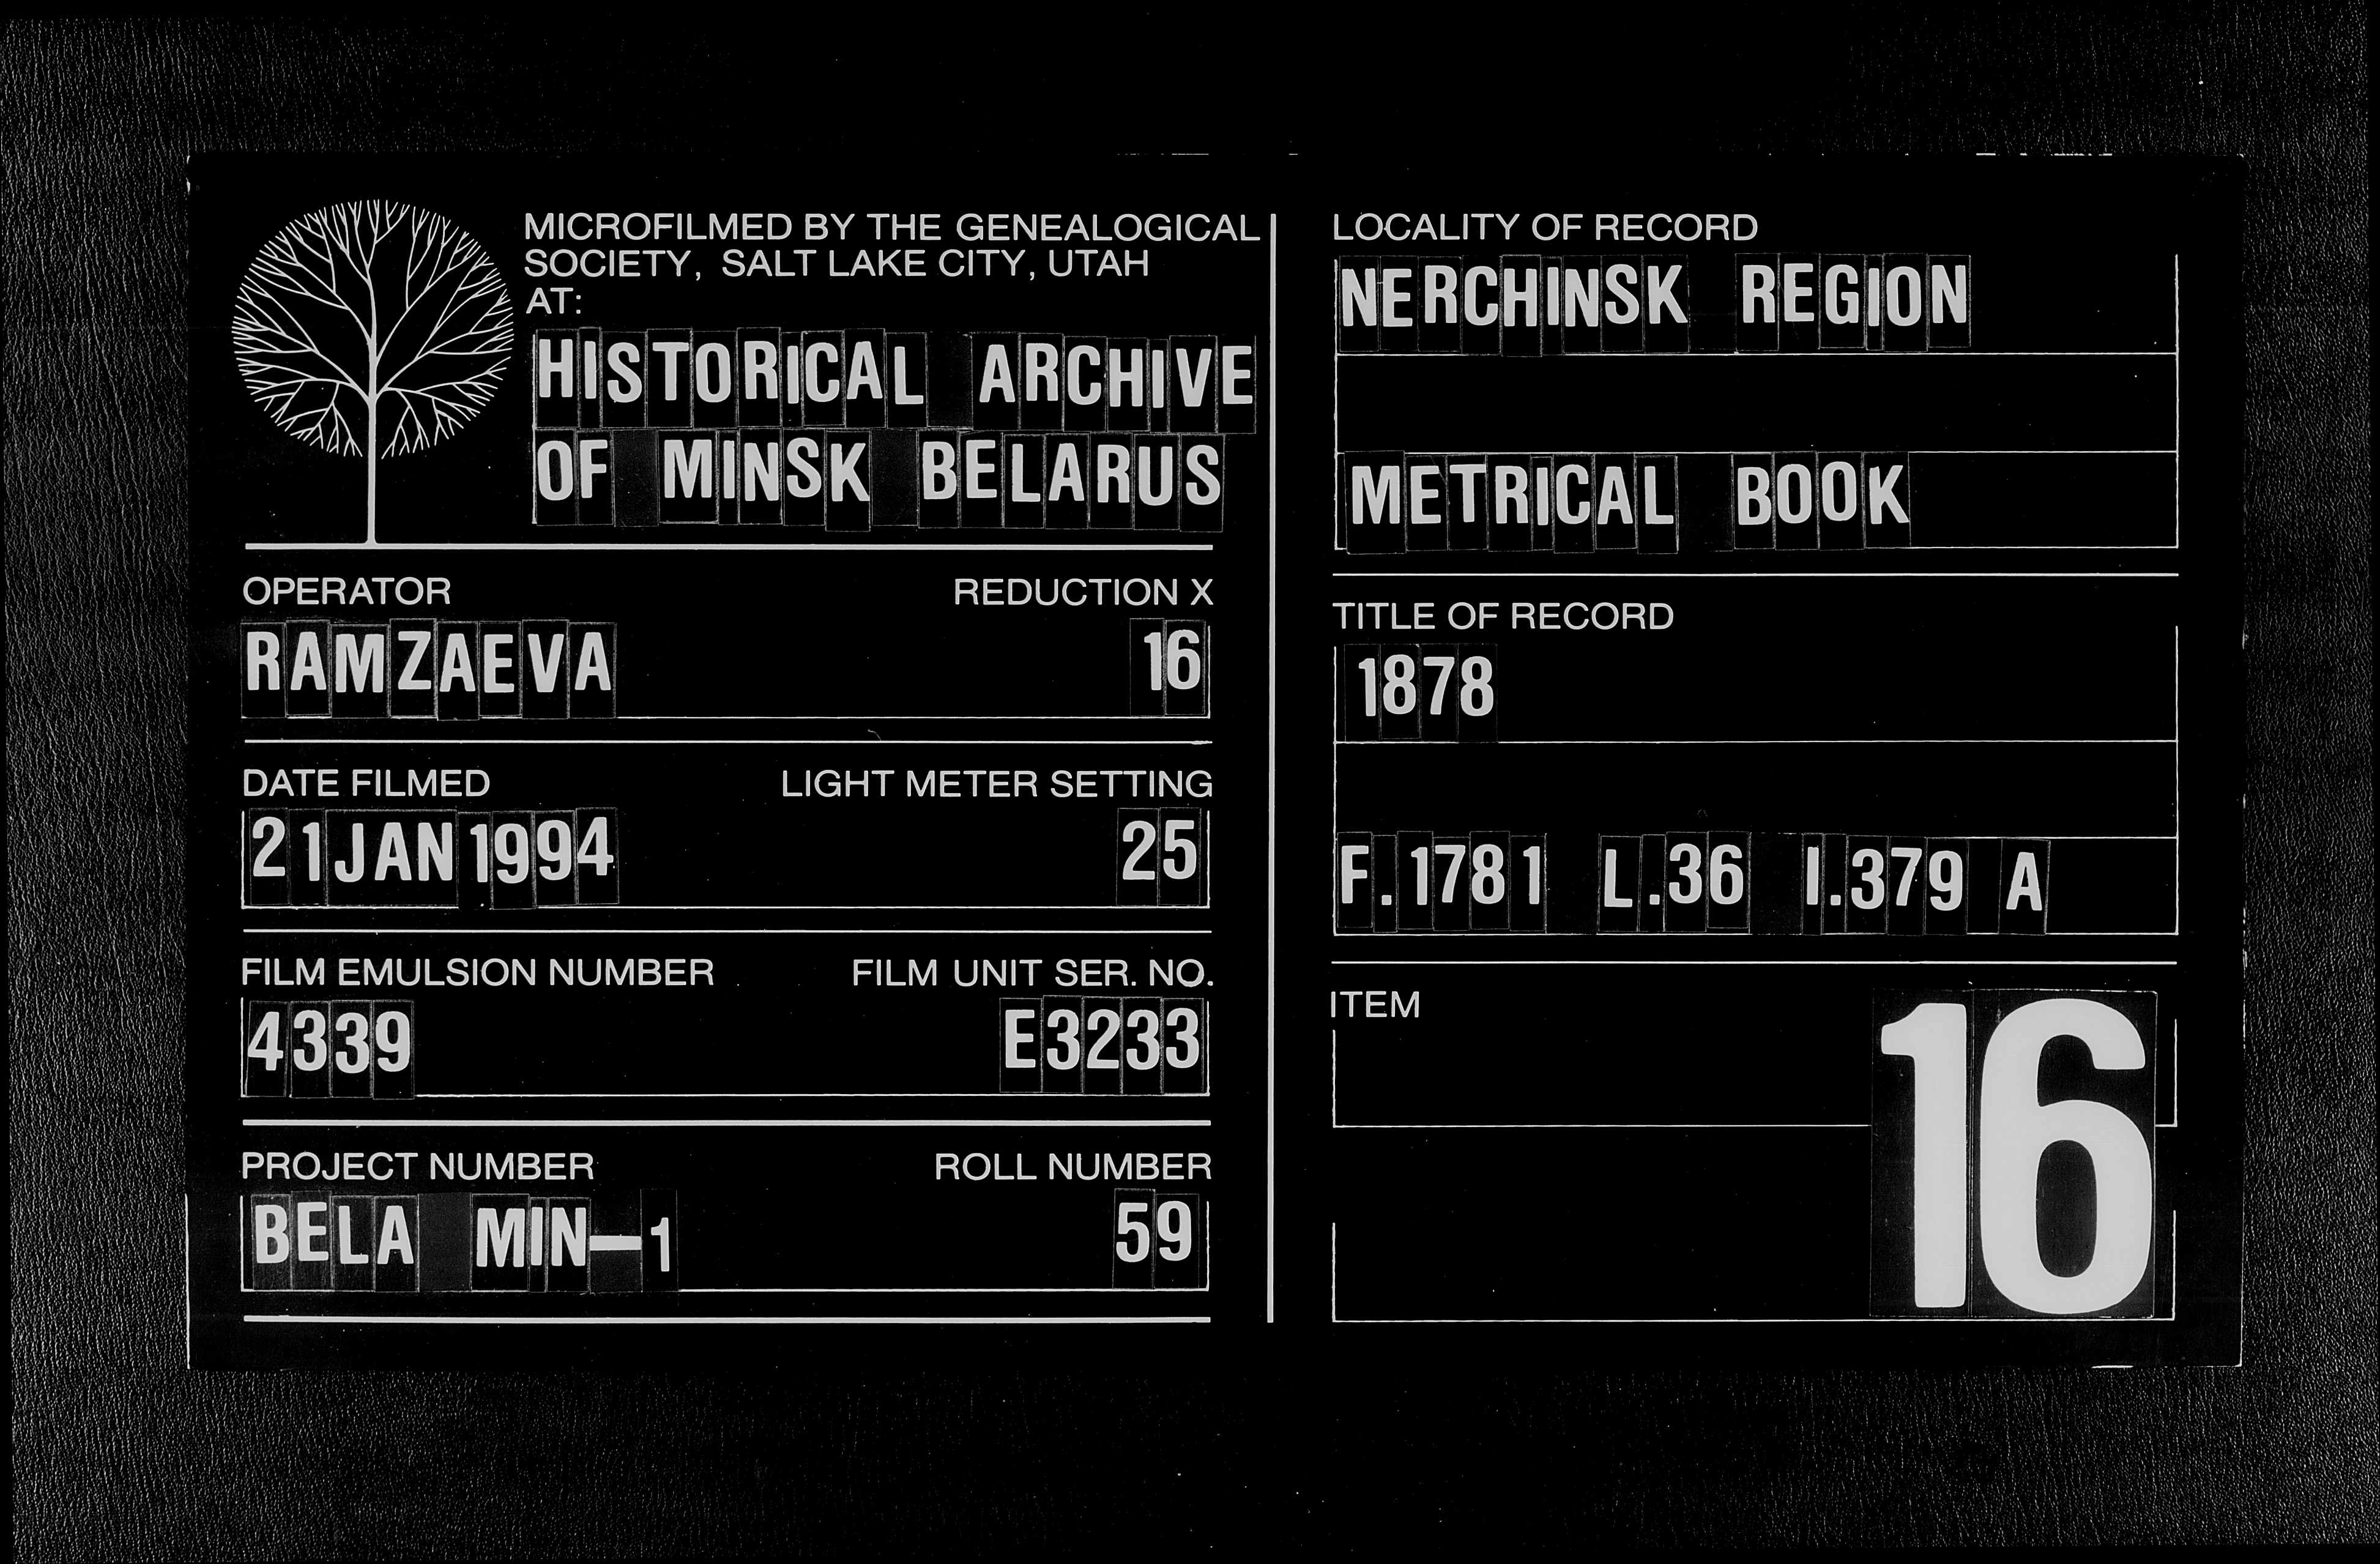 MICROFILMED BY THE GENEALOGICAL
SOCIETY, SALT LAKE CITY, UTAH
AT:
HISTORICAL ARCHIVE
OF MINSK BELARUS
OPERATOR REDUCTION X
RAMZAEVA 16
DATE FILMED LIGHT METER SETTING
21 JAN 1994 25
FILM EMULSION NUMBER FILM UNIT SER. NO.
4339 E3233
PROJECT NUMBER ROLL NUMBER
BELA MIN-1 59
LOCALITY OF RECORD
NERCHINSK REGION
METRICAL BOOK
TITLE OF RECORD
1878
F.1781 L.36 I.379 A
ITEM
16